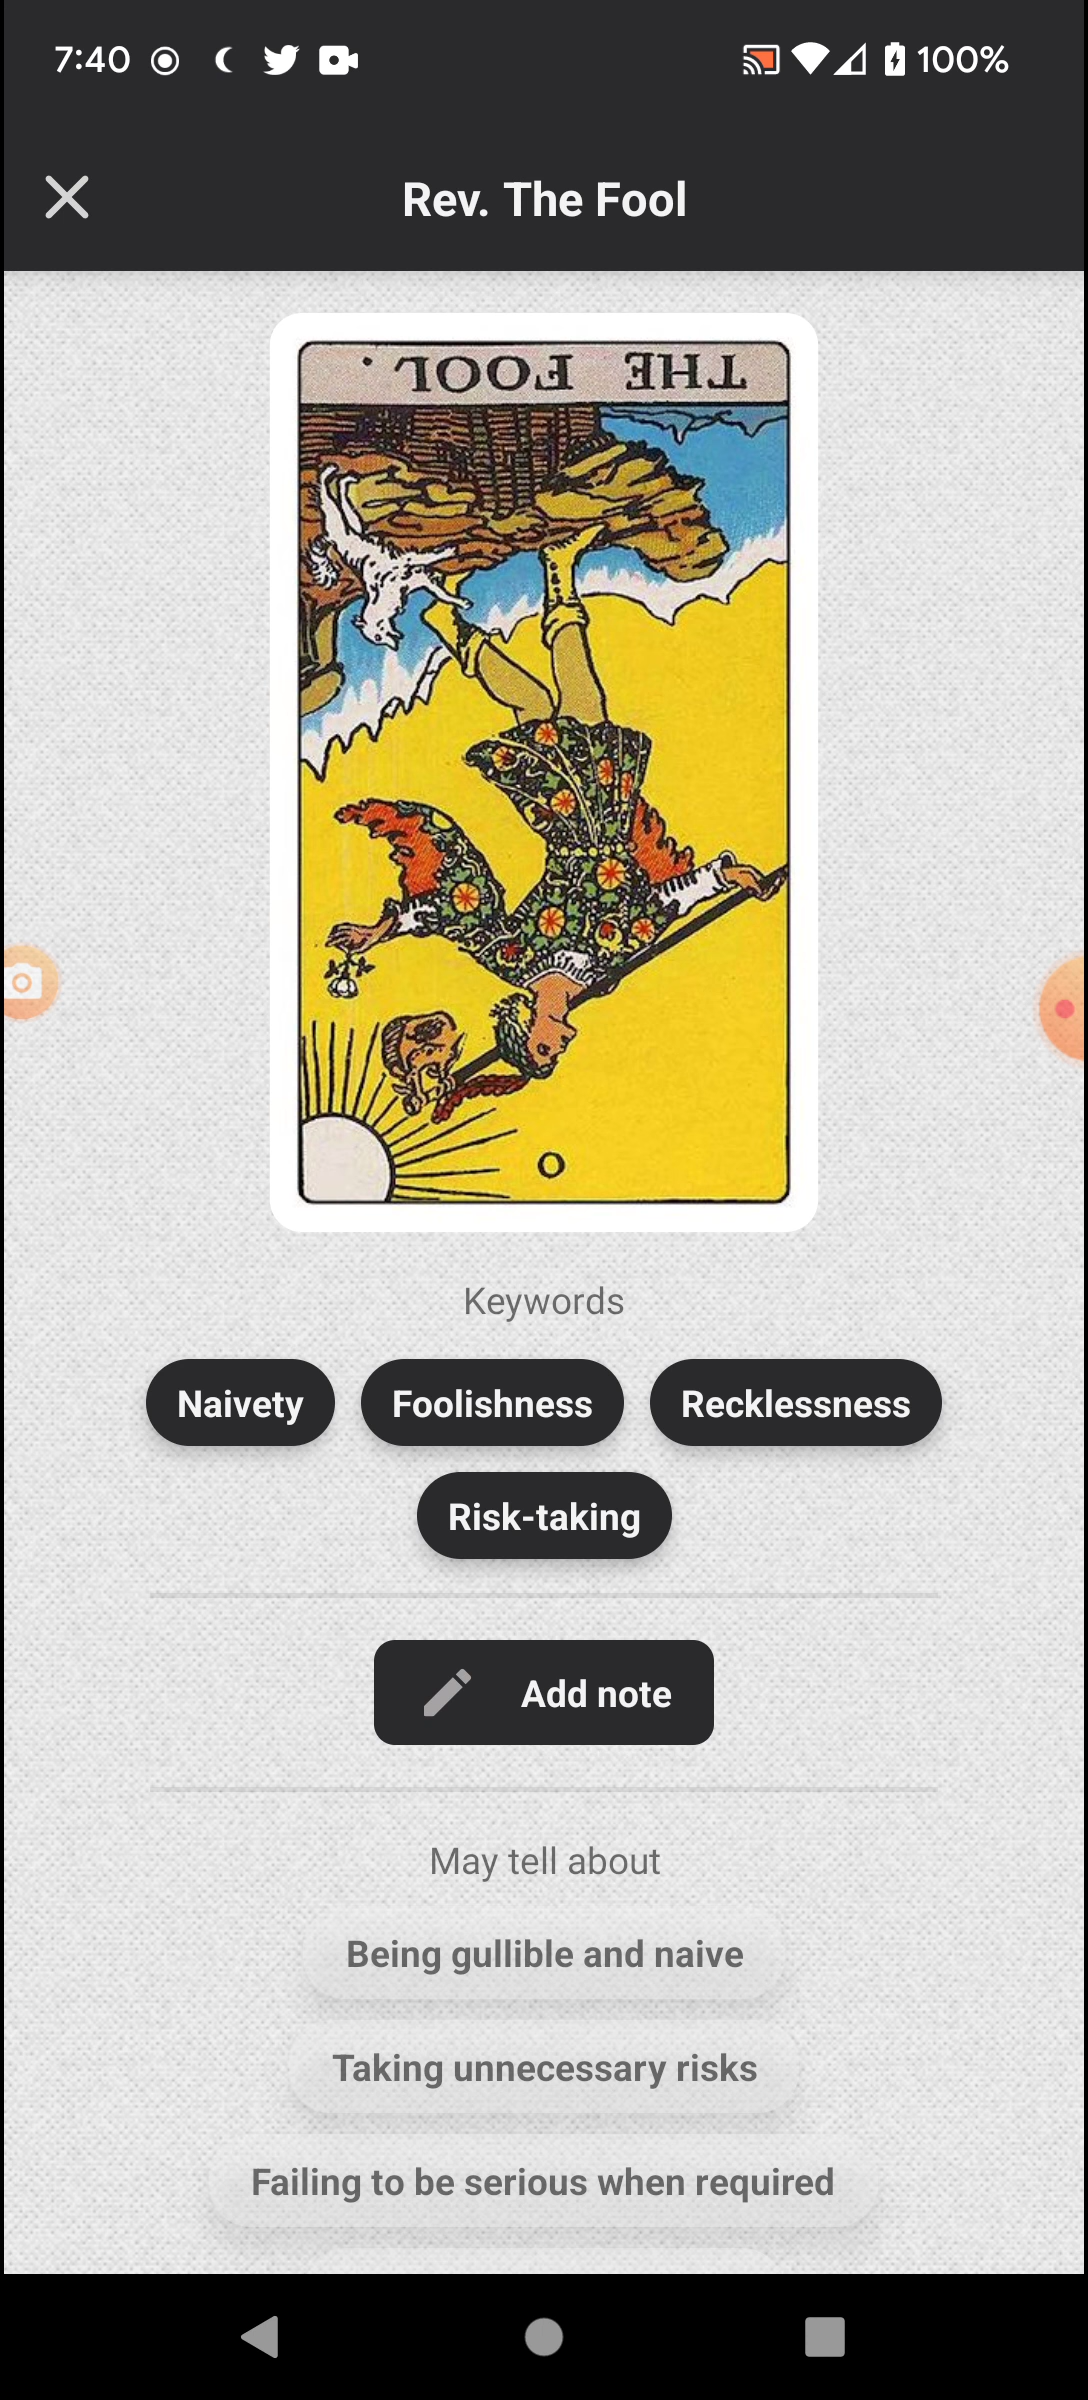 7:40 100%
Rev. The Fool
THE FOOL.
0
Keywords
Naivety Foolishness Recklessness
Risk-taking
Add note
May tell about
Being gullible and naive
Taking unnecessary risks
Failing to be serious when required